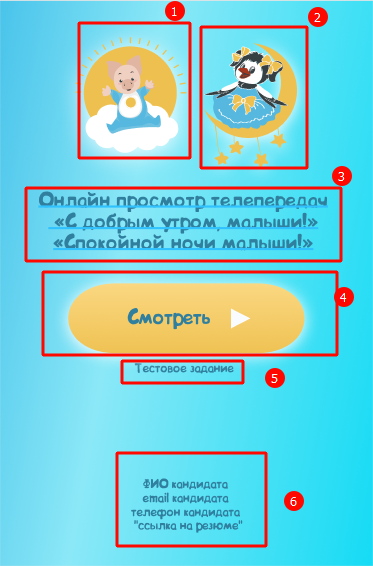 1
2
3
Онлайн просмотр телепередач
«С добрым утром, малыши!»
«Спокойной ночи малыши!»
4
Смотреть
Тестовое задание
5
ФИО кандидата
email кандидата
телефон кандидата
"ссылка на резюме"
6